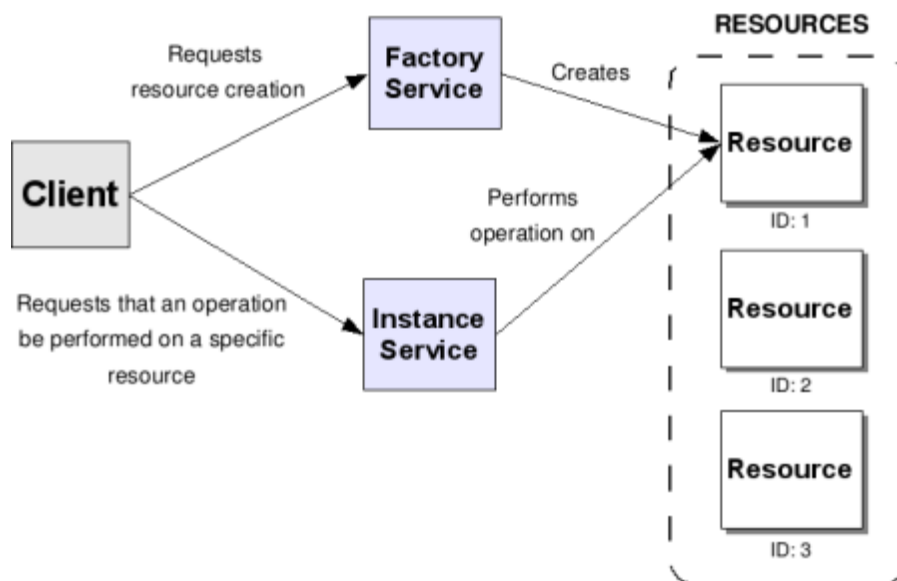 RESOURCES
Requests
resource creation
Factory
Service
Creates
Resource
ID: 1
Client
Performs
operation on
Requests that an operation
be performed on a specific
resource
Instance
Service
Resource
ID: 2
Resource
ID: 3